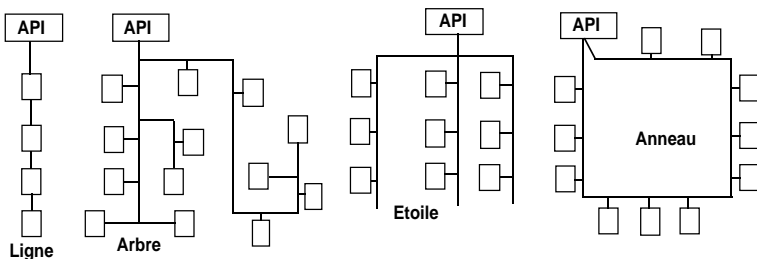 API
API
API
API
Anneau
Etoile
Arbre
Ligne